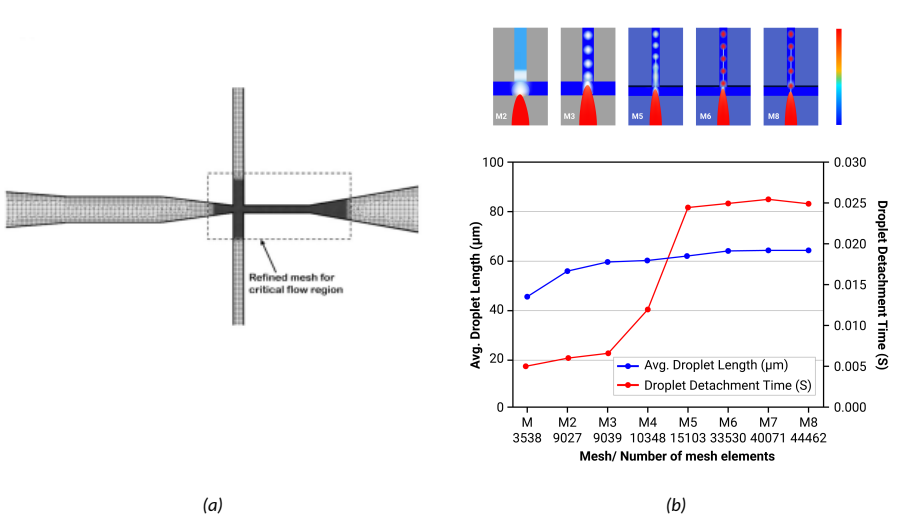 Refined mesh for
critical flow region
(a)
M2
M3
M5
M6
M8
100
80
60
40
20
0
Avg. Droplet Length (µm)
0.030
0.025
0.020
0.015
0.010
0.005
0.000
Droplet Detachment Time (S)
Avg. Droplet Length (µm)
Droplet Detachment Time (S)
M M2 M3 M4 M5 M6 M7 M8
3538 9027 9039 10348 15103 33530 40071 44462
Mesh/ Number of mesh elements
(b)